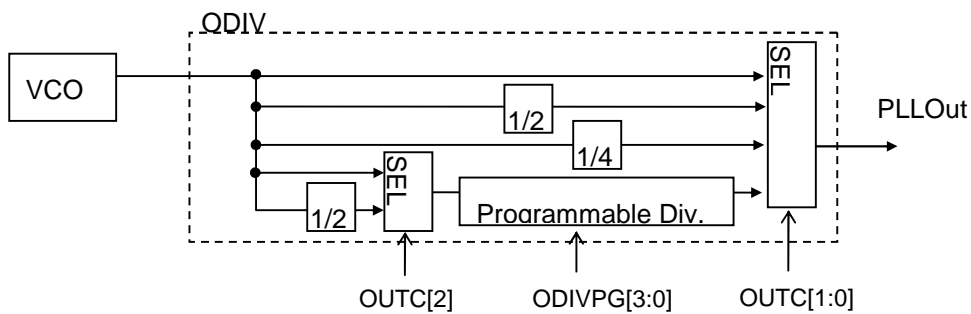 ODIV
VCO
SEL
1/2
PLLOut
1/4
SEL
1/2
Programmable Div.
OUTC[2]
ODIVPG[3:0]
OUTC[1:0]